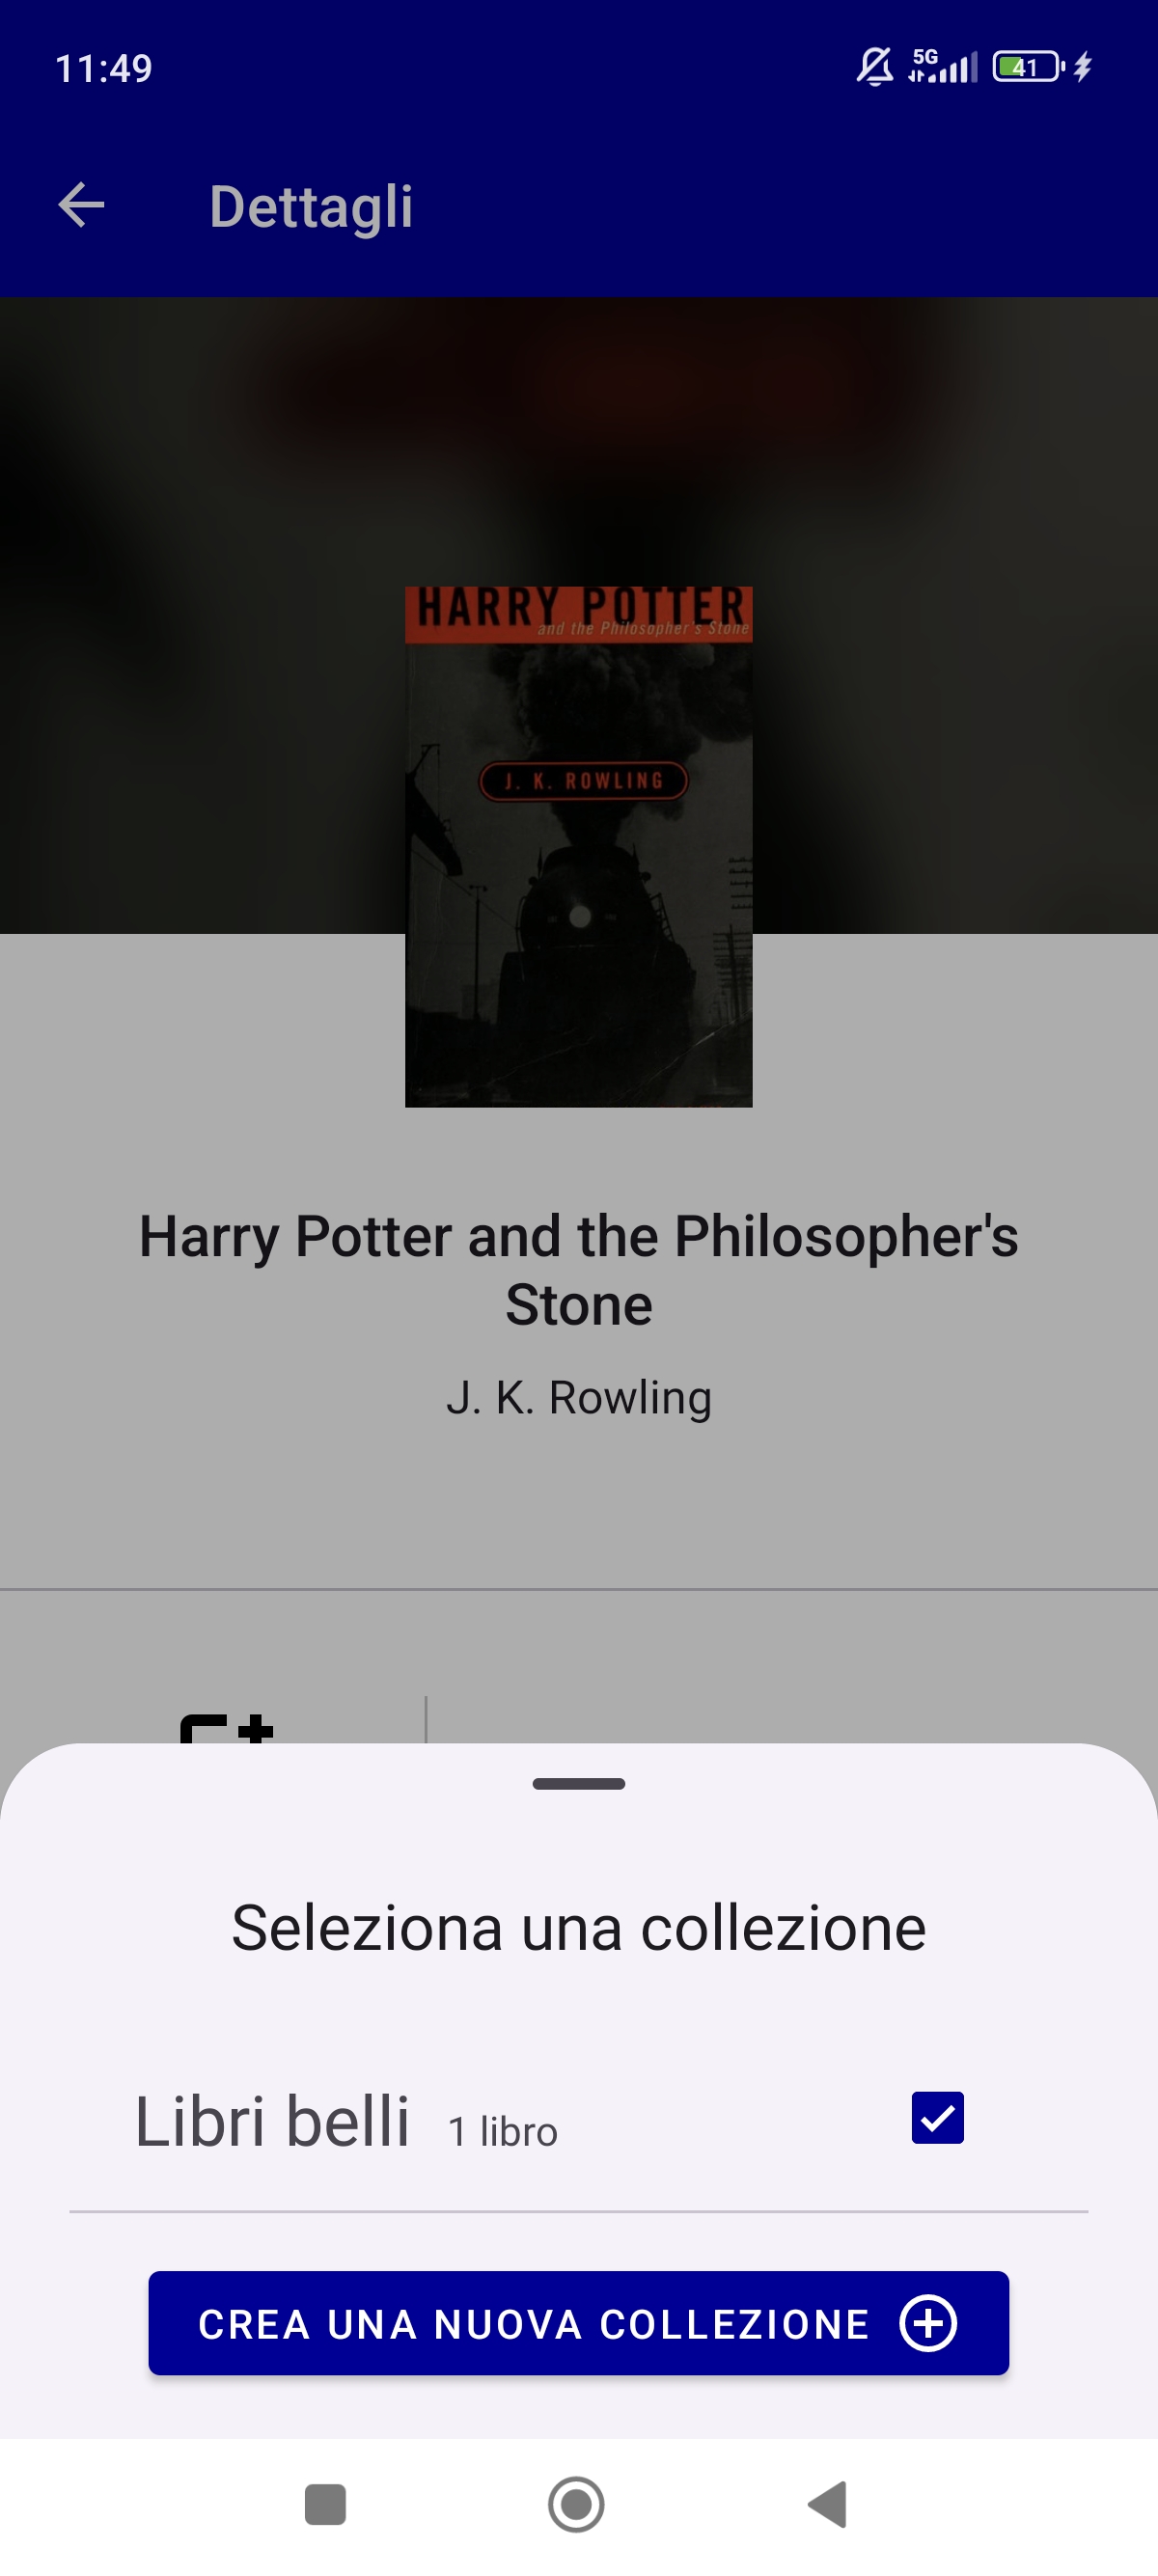 11:49
5G
41
Dettagli
HARRY POTTER
and the Philosopher's Stone
J. K. ROWLING
Harry Potter and the Philosopher's
Stone
J. K. Rowling
Seleziona una collezione
Libri belli 1 libro
CREA UNA NUOVA COLLEZIONE